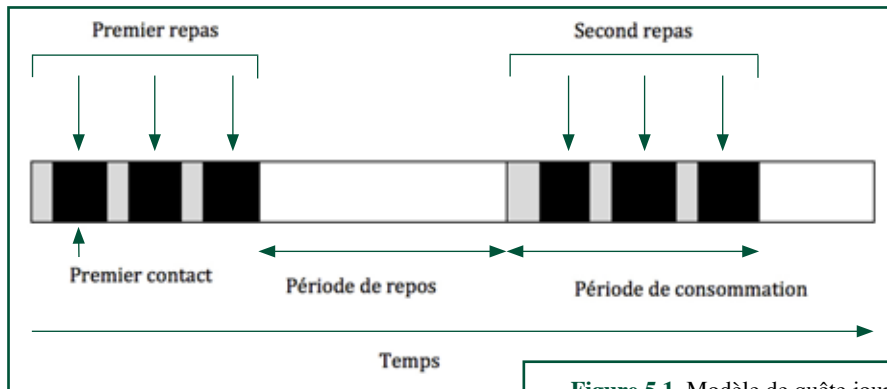 Premier repas
Second repas
Premier contact
Période de repos
Période de consommation
Temps
Figure 5.1 Modèle de quête jour